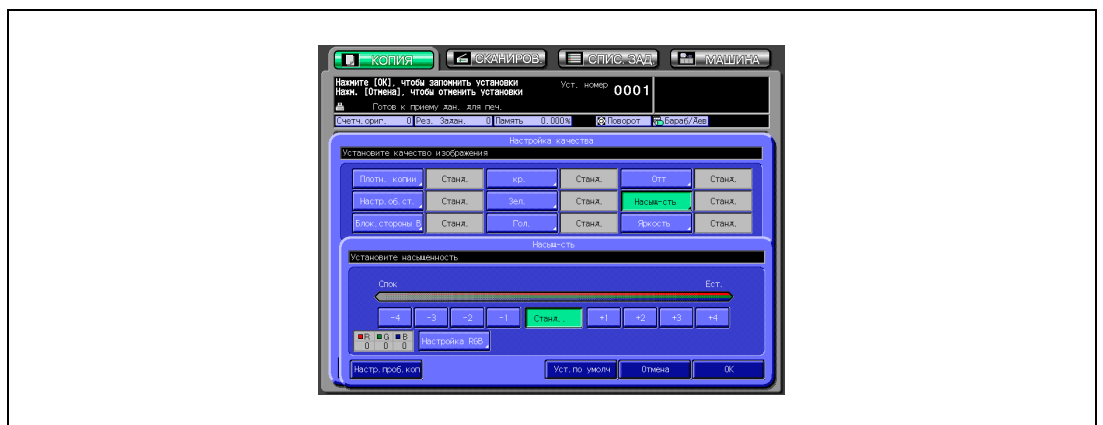 КОПИЯ СКАНИРОВ. СПИС. ЗАД. МАШИНА
Нажмите [OK], чтобы запомнить установки
Нажм. [Отмена], чтобы отменить установки
Уст. номер 0001
Готов к приему дан. для печ.
Счетч. ориг. 0 Рез. Задан. 0 Память 0.000% Поворот Бараб/Дев
Настройка качества
Установите качество изображения
Плотн. копии Станд. кр. Станд. Отт Станд.
Настр. об. ст. Станд. Зел. Станд. Насыщ-сть Станд.
Блок. стороны В Станд. Гол. Станд. Яркость Станд.
Насыщ-сть
Установите насыщенность
Спок Ест.
-4 -3 -2 -1 Станд. +1 +2 +3 +4
R G B
0 0 0
Настройка RGB
Настр. проб. коп Уст. по умолч Отмена OK